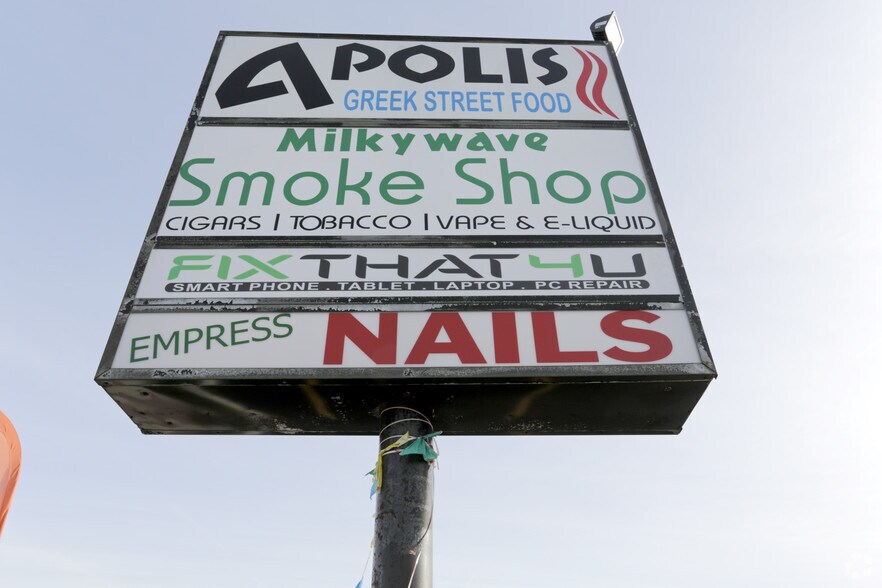 APOLIS
GREEK STREET FOOD
Milkywave
Smoke Shop
CIGARS | TOBACCO | VAPE & E-LIQUID
FIXTHAT4U
SMART PHONE . TABLET . LAPTOP . PC REPAIR
EMPRESS NAILS